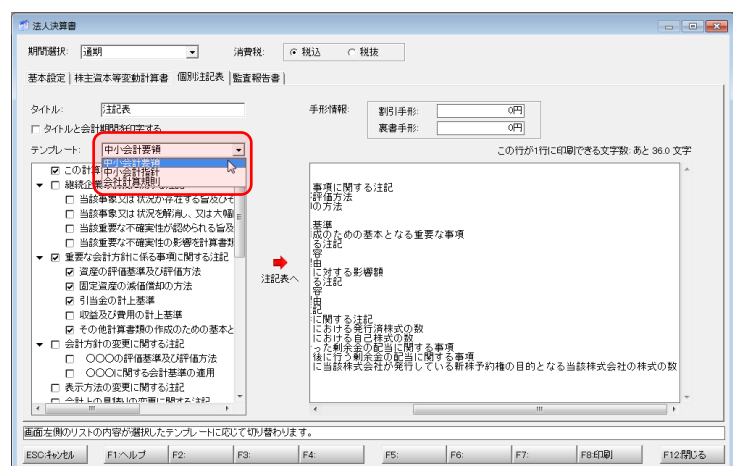 法人決算書
期間選択: 通期 消費税: 税込 税抜
基本設定 株主資本等変動計算書 個別注記表 監査報告書
タイトル: 注記表 手形情報: 割引手形: 0円
タイトルと会計期間を印字する 裏書手形: 0円
テンプレート: 中小会計要領 この行が1行に印刷できる文字数: あと 36.0 文字
中小会計要領
中小会計指針
会社計算規則
この計算
継続企
当該事象又は状況が存在する旨及びそ
当該事象又は状況を解消し、又は大幅
当該重要な不確実性が認められる旨及
当該重要な不確実性の影響を計算書類
重要な会計方針に係る事項に関する注記
資産の評価基準及び評価方法
固定資産の減価償却の方法
引当金の計上基準
収益及び費用の計上基準
その他計算書類の作成のための基本と
会計方針の変更に関する注記
〇〇〇の評価基準及び評価方法
〇〇〇に関する会計基準の適用
表示方法の変更に関する注記
会計上の見積りの変更に関する注記
注記表へ
事項に関する注記
評価方法
の方法
基準
成のための基本となる重要な事項
る注記
容
由
に対する影響額
る注記
容
由
記
に関する注記
における発行済株式の数
における自己株式の数
った剰余金の配当に関する事項
後に行う剰余金の配当に関する事項
に当該株式会社が発行している新株予約権の目的となる当該株式会社の株式の数
画面左側のリストの内容が選択したテンプレートに応じて切り替わります。
ESC:キャンセル F1:ヘルプ F2: F3: F4: F5: F6: F7: F8:印刷 F12:閉じる